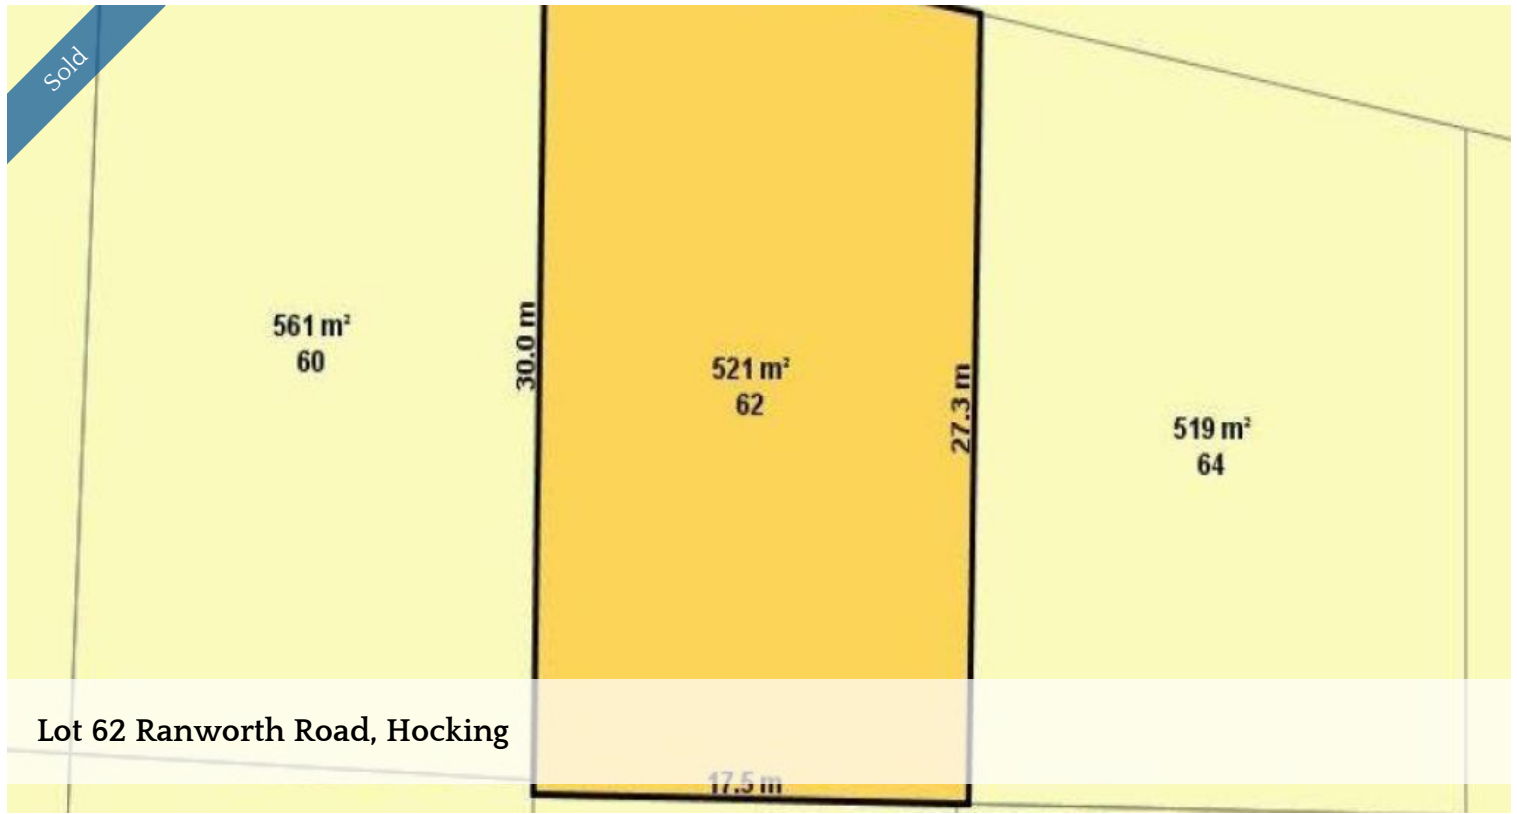 Sold
561 m²
60
30.0 m
521 m²
62
27.3 m
519 m²
64
Lot 62 Ranworth Road, Hocking
17.5 m